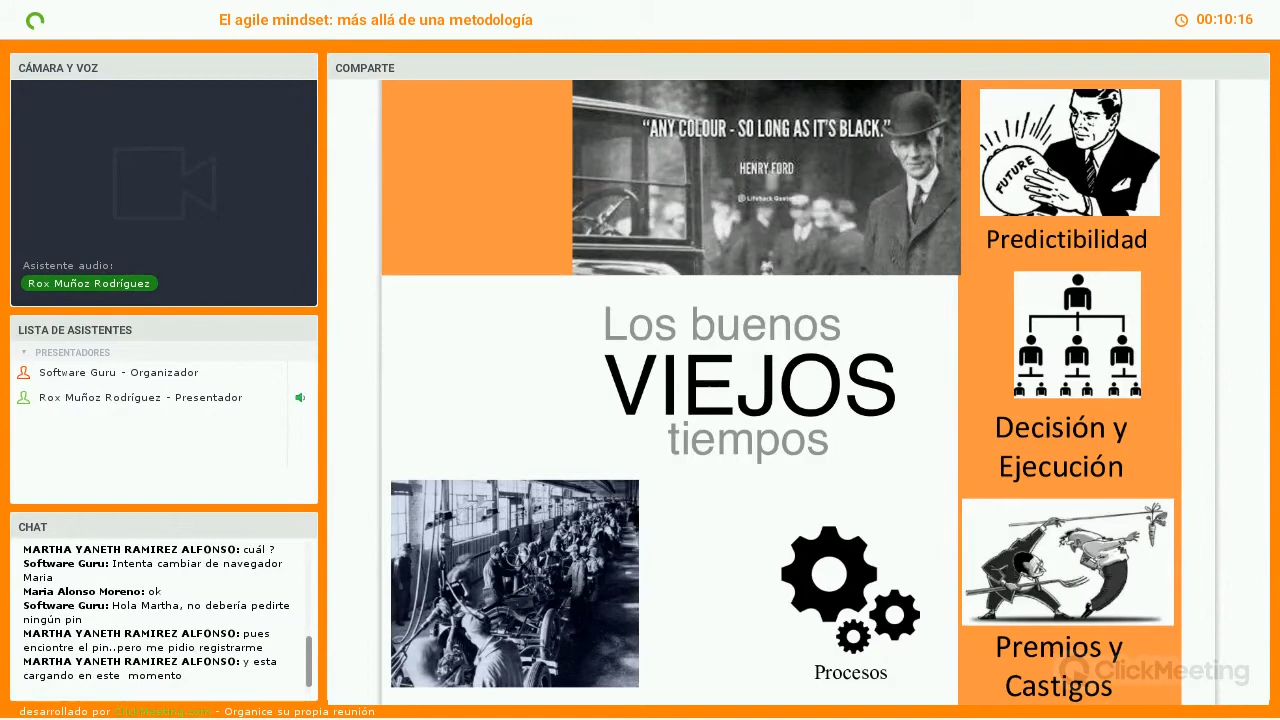 El agile mindset: más allá de una metodología
00:10:16
CÁMARA Y VOZ
Asistente audio:
Rox Muñoz Rodríguez
LISTA DE ASISTENTES
PRESENTADORES
Software Guru - Organizador
Rox Muñoz Rodríguez - Presentador
CHAT
MARTHA YANETH RAMIREZ ALFONSO: cuál ?
Software Guru: Intenta cambiar de navegador
Maria
Maria Alonso Moreno: ok
Software Guru: Hola Martha, no debería pedirte
ningún pin
MARTHA YANETH RAMIREZ ALFONSO: pues
enciontre el pin..pero me pidio registrarme
MARTHA YANETH RAMIREZ ALFONSO: y esta
cargando en este momento
COMPARTE
“ANY COLOUR - SO LONG AS IT'S BLACK.”
HENRY FORD
Lifehack Quotes
FUTURE
Predictibilidad
Los buenos
VIEJOS
tiempos
Decisión y
Ejecución
Procesos
Premios y
Castigos
ClickMeeting
desarrollado por ClickMeeting.com - Organice su propia reunión